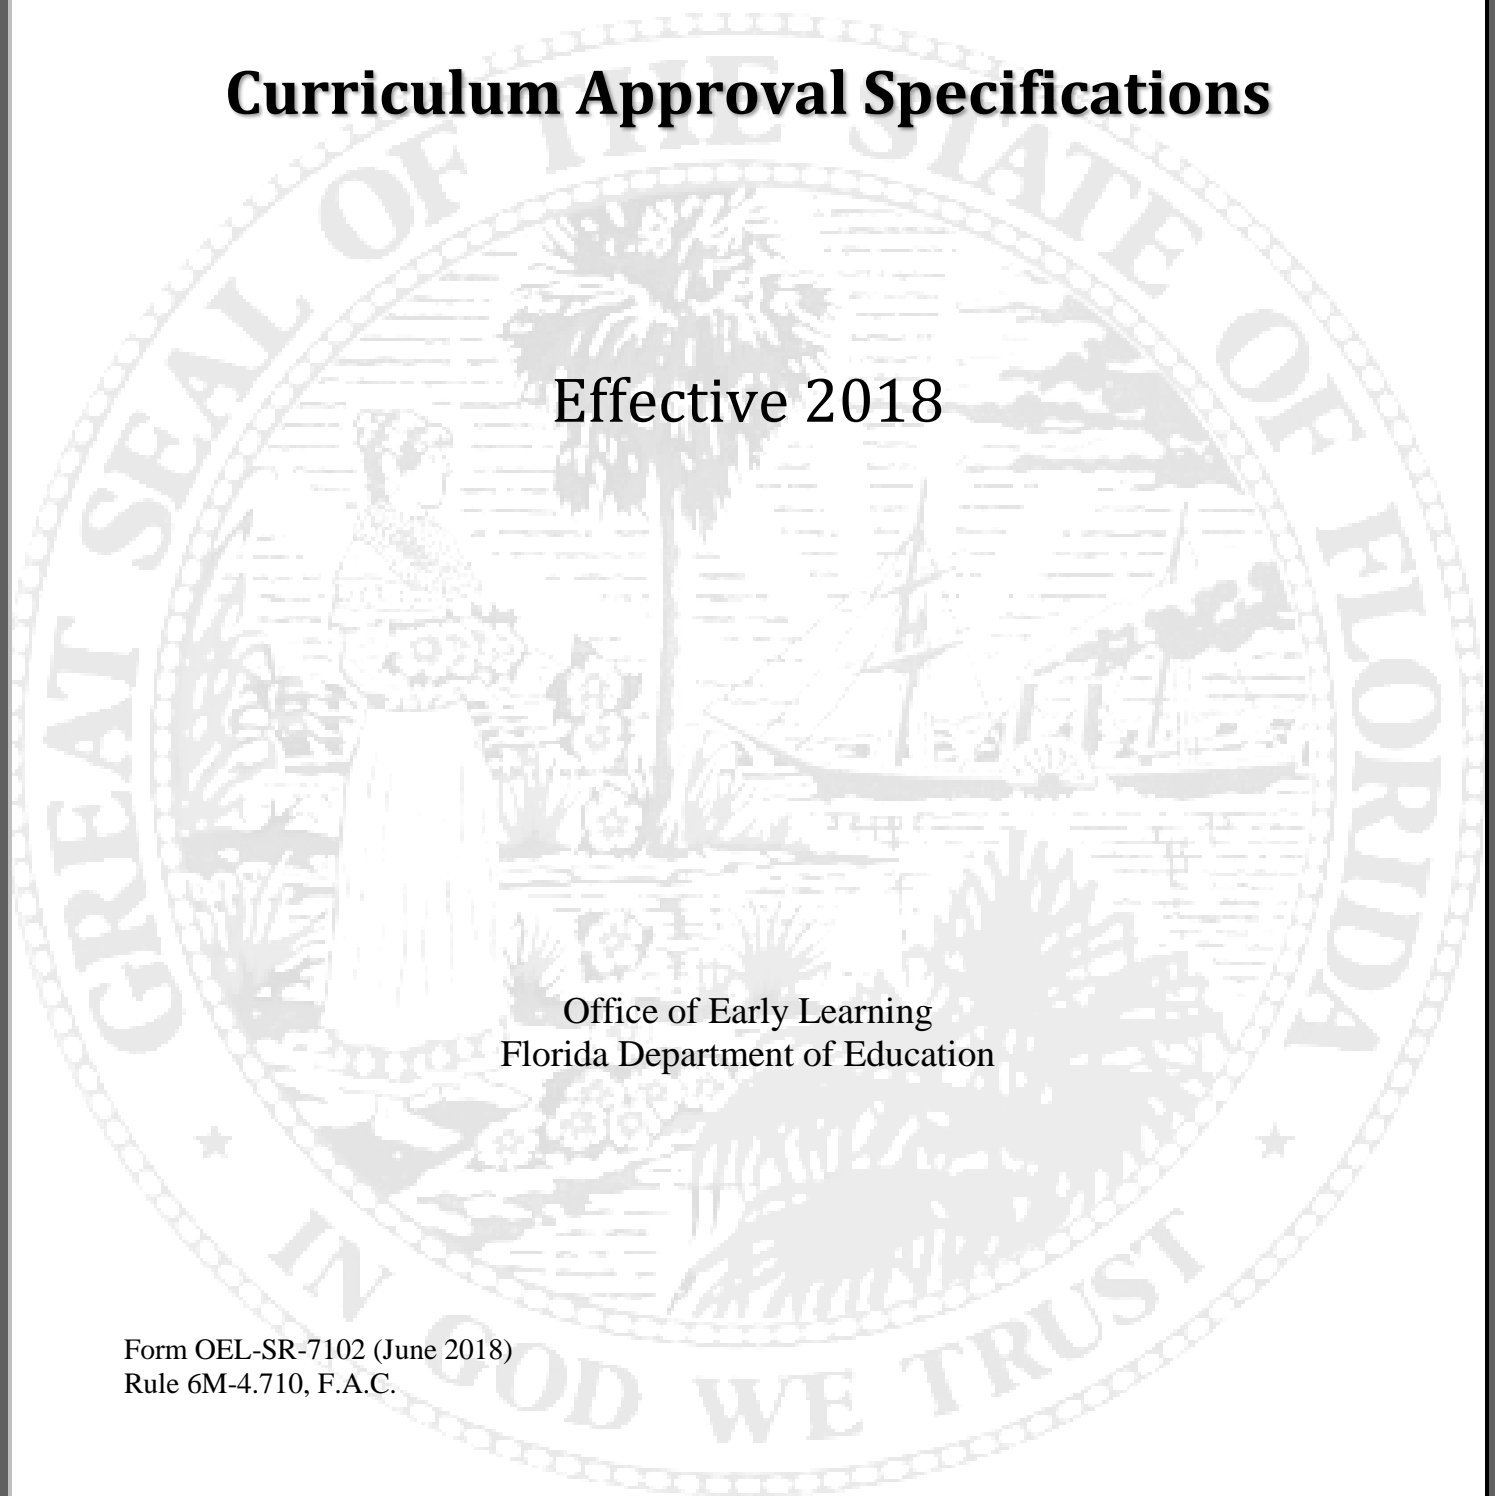 Curriculum Approval Specifications
GREAT SEAL OF THE STATE OF FLORIDA
Effective 2018
Office of Early Learning
Florida Department of Education
IN GOD WE TRUST
Form OEL-SR-7102 (June 2018)
Rule 6M-4.710, F.A.C.